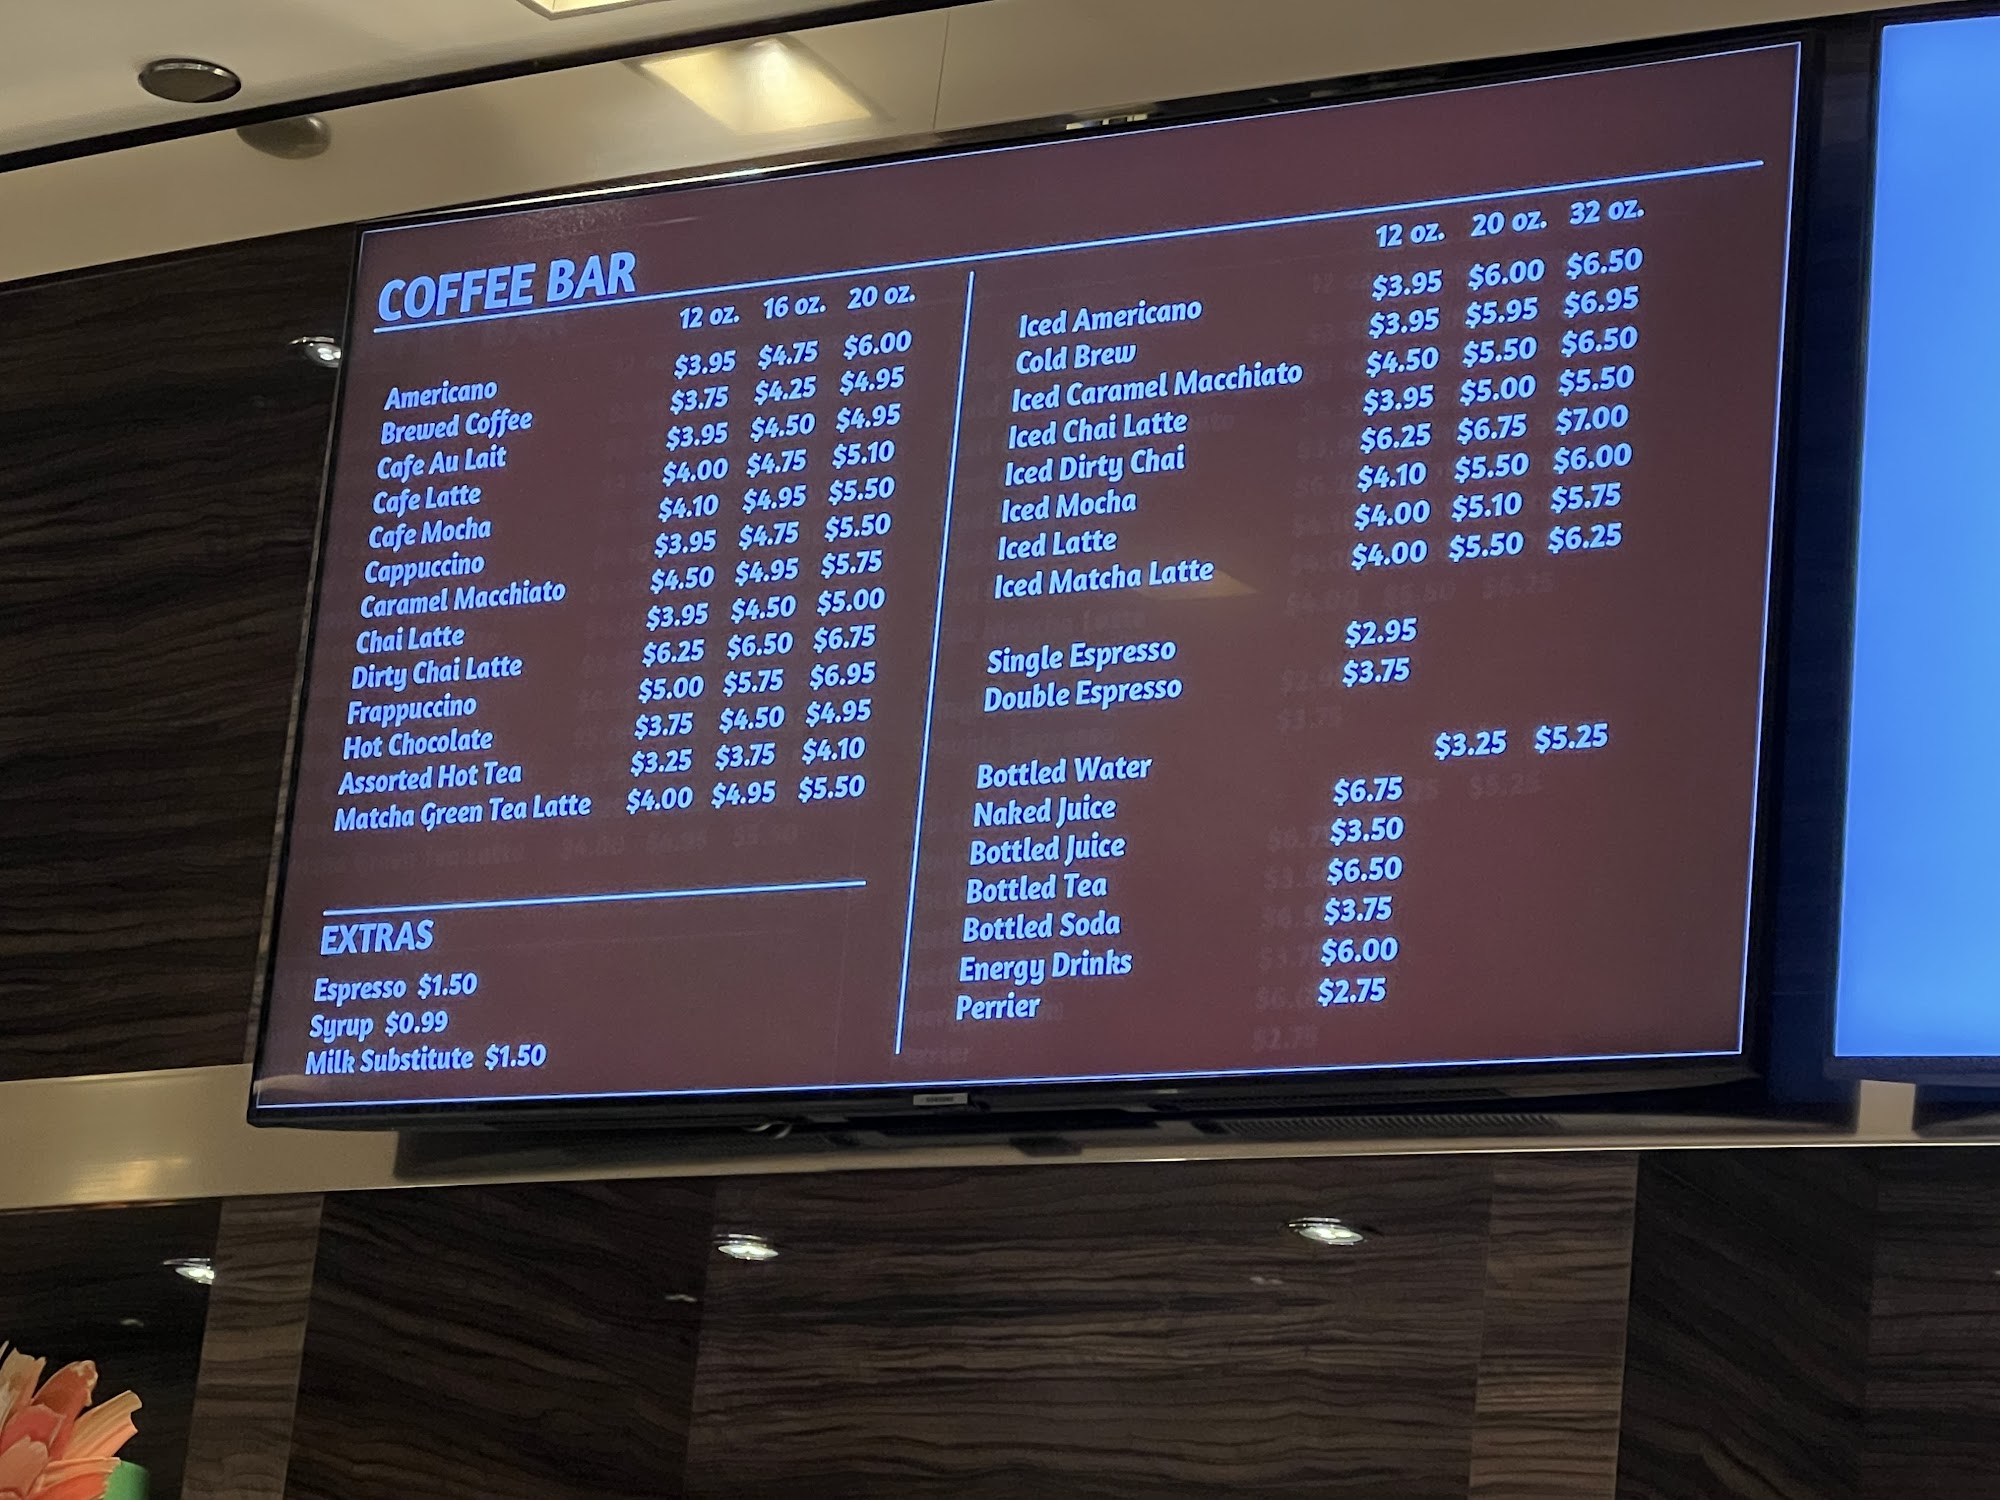 COFFEE BAR
12 oz. 16 oz. 20 oz.
Americano $3.95 $4.75 $6.00
Brewed Coffee $3.75 $4.25 $4.95
Cafe Au Lait $3.95 $4.50 $4.95
Cafe Latte $4.00 $4.75 $5.10
Cafe Mocha $4.10 $4.95 $5.50
Cappuccino $3.95 $4.75 $5.50
Caramel Macchiato $4.50 $4.95 $5.75
Chai Latte $3.95 $4.50 $5.00
Dirty Chai Latte $6.25 $6.50 $6.75
Frappuccino $5.00 $5.75 $6.95
Hot Chocolate $3.75 $4.50 $4.95
Assorted Hot Tea $3.25 $3.75 $4.10
Matcha Green Tea Latte $4.00 $4.95 $5.50
EXTRAS
Espresso $1.50
Syrup $0.99
Milk Substitute $1.50
12 oz. 20 oz. 32 oz.
Iced Americano $3.95 $6.00 $6.50
Cold Brew $3.95 $5.95 $6.95
Iced Caramel Macchiato $4.50 $5.50 $6.50
Iced Chai Latte $3.95 $5.00 $5.50
Iced Dirty Chai $6.25 $6.75 $7.00
Iced Mocha $4.10 $5.50 $6.00
Iced Latte $4.00 $5.10 $5.75
Iced Matcha Latte $4.00 $5.50 $6.25
Single Espresso $2.95
Double Espresso $3.75
Bottled Water $3.25 $5.25
Naked Juice $6.75
Bottled Juice $3.50
Bottled Tea $6.50
Bottled Soda $3.75
Energy Drinks $6.00
Perrier $2.75
SAMSUNG